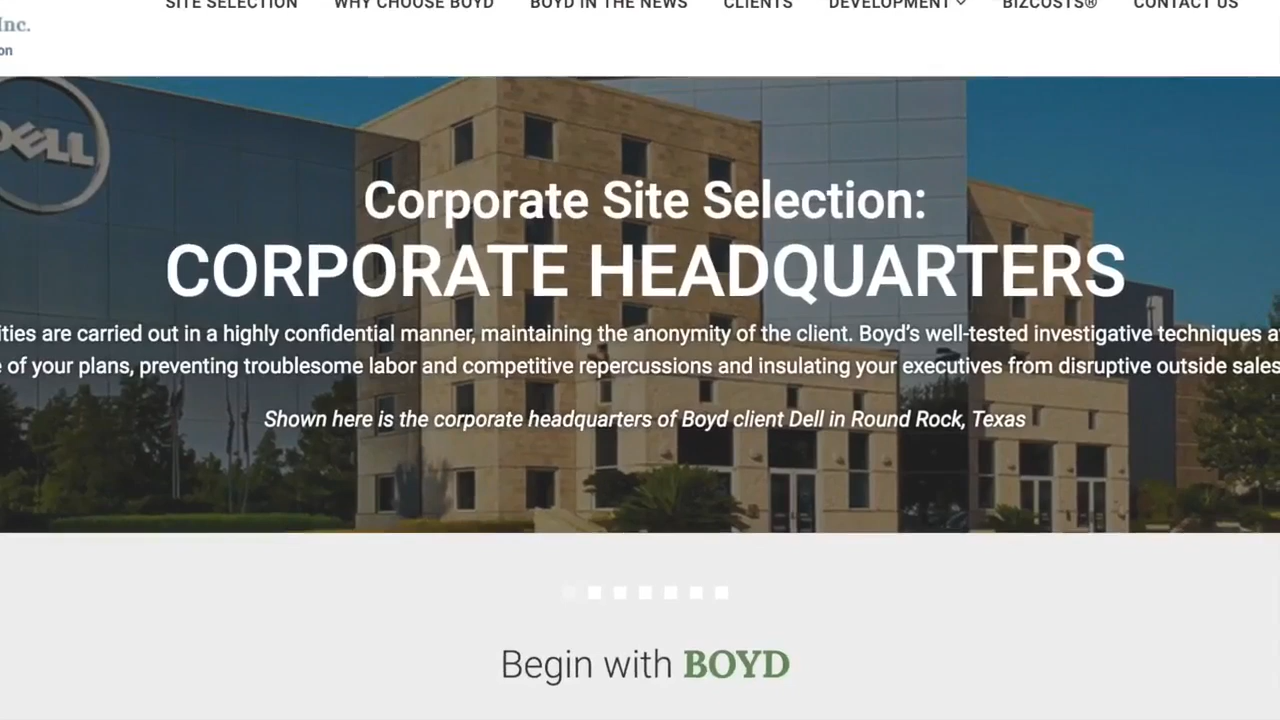 SITE SELECTION WHY CHOOSE BOYD BOYD IN THE NEWS CLIENTS DEVELOPMENT BIZCOSTS® CONTACT US
Inc.
on
DELL
Corporate Site Selection:
CORPORATE HEADQUARTERS
ities are carried out in a highly confidential manner, maintaining the anonymity of the client. Boyd’s well-tested investigative techniques a
of your plans, preventing troublesome labor and competitive repercussions and insulating your executives from disruptive outside sales
Shown here is the corporate headquarters of Boyd client Dell in Round Rock, Texas
Begin with BOYD